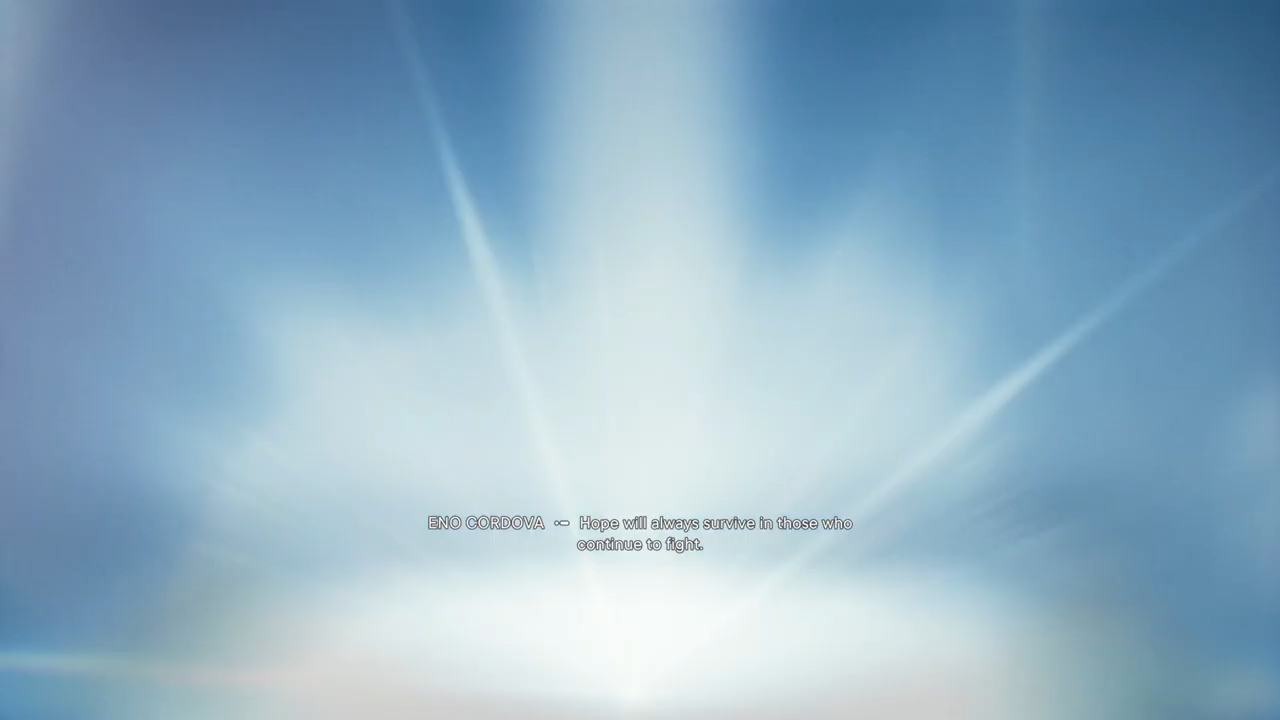 ENO CORDOVA •− Hope will always survive in those who
continue to fight.